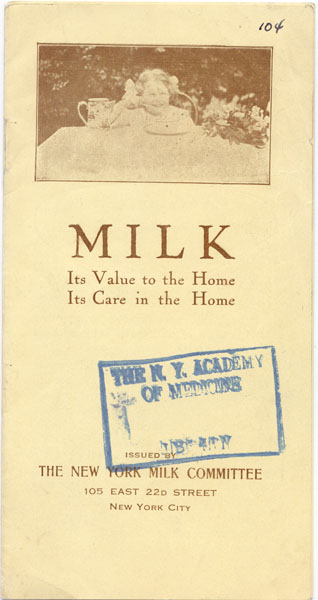 104
MILK
Its Value to the Home
Its Care in the Home
THE N. Y. ACADEMY
OF MEDICINE
LIBRARY
ISSUED BY
THE NEW YORK MILK COMMITTEE
105 EAST 22D STREET
NEW YORK CITY